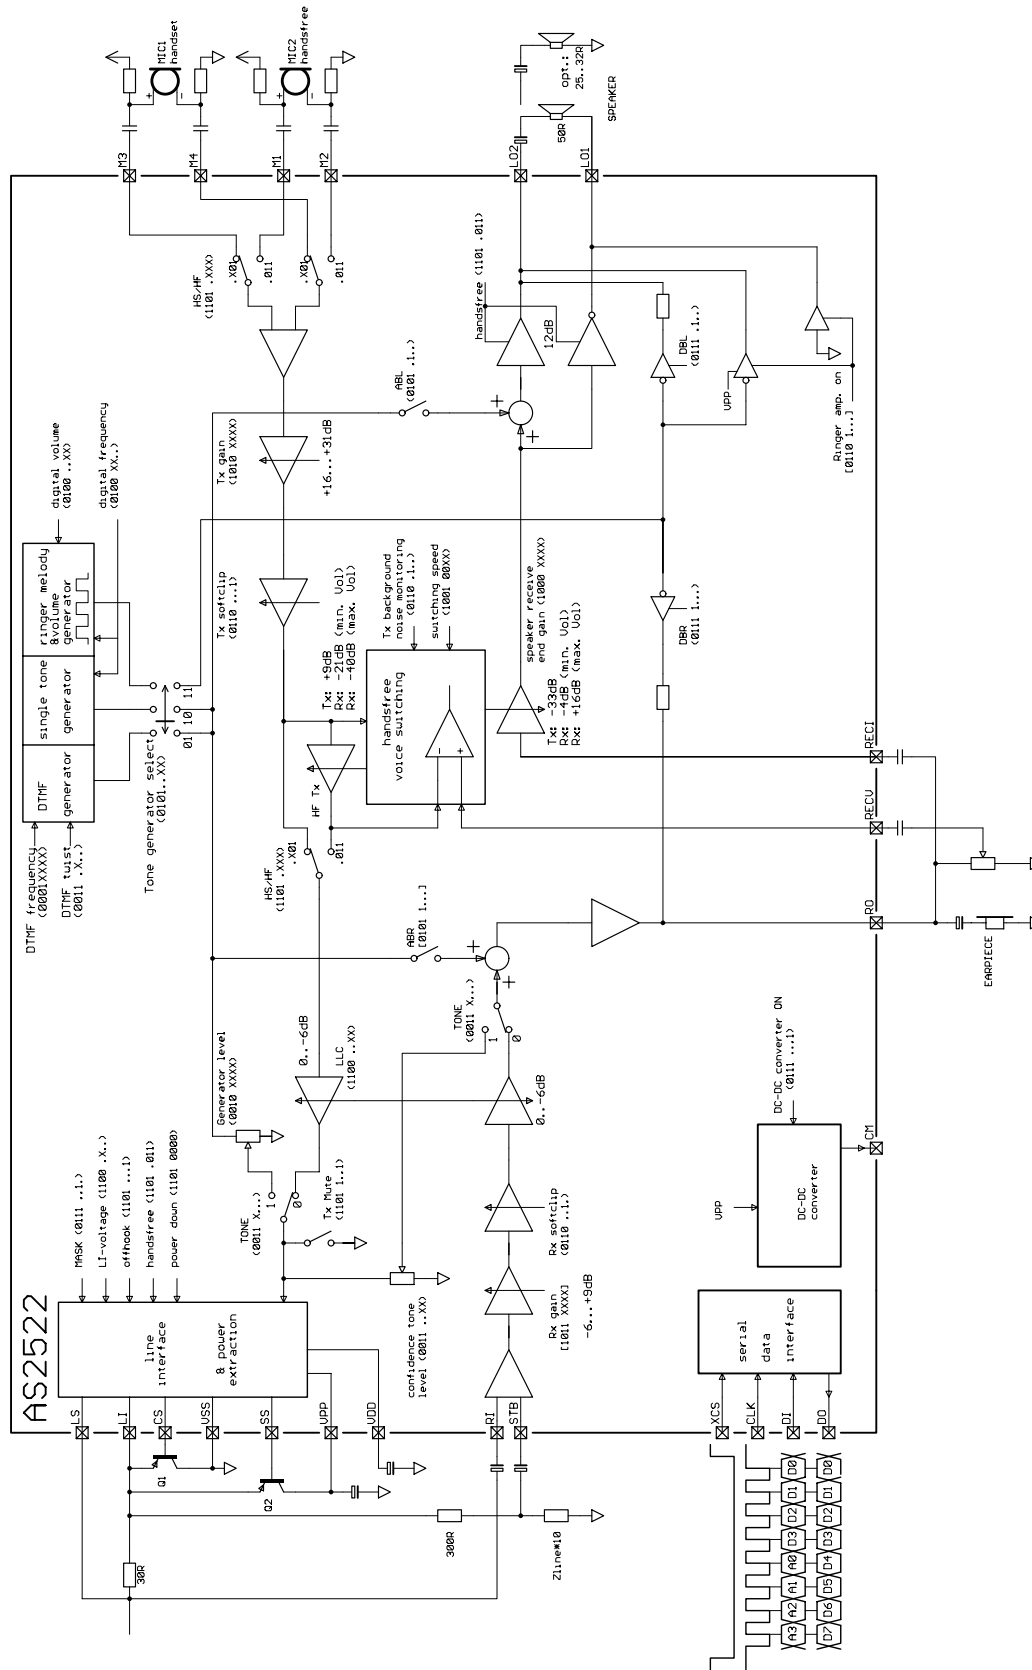 AS2522
MASK (0111 ..1.)
LI-voltage (1100 .X..)
offhook (1101 ...1)
handsfree (1101 .011)
power down (1101 0000)
line
interface
& power
extraction
LS
LI
CS
VSS
SS
VPP
VDD
RI
STB
Q1
Q2
30R
300R
Zline*10
DTMF frequency
(0001XXXX)
DTMF twist
(0011 .X..)
DTMF
generator
single tone
generator
ringer melody
&volume
generator
digital volume
(0100 ..XX)
digital frequency
(0100 XX..)
Tone generator select
(0101..XX)
01
10
11
Generator level
(0010 XXXX)
TONE
(0011 X...)
1
0
Tx Mute
(1101 1..1)
confidence tone
level (0011 ..XX)
0..-6dB
LLC
(1100 ..XX)
HS/HF
(1101 .XXX)
.X01
.011
HF Tx
Tx softclip
(0110 ...1)
Tx: +9dB
Rx: -21dB (min. Vol)
Rx: -40dB (max. Vol)
Tx gain
(1010 XXXX)
+16...+31dB
HS/HF
(1101 .XXX)
.X01
.011
.X01
.011
M3
M4
M1
M2
MIC1
handset
+
-
MIC2
handsfree
+
-
handsfree
voice switching
-
+
Tx background
noise monitoring
(0110 .1..)
switching speed
(1001 00XX)
Rx gain
[1011 XXXX]
-6...+9dB
Rx softclip
(0110 ..1.)
0..-6dB
TONE
(0011 X...)
1
0
ABR
[0101 1...]
+
+
ABL
(0101 .1..)
+
+
speaker receive
end gain (1000 XXXX)
Tx: -33dB
Rx: -4dB (min. Vol)
Rx: +16dB (max. Vol)
handsfree (1101 .011)
12dB
DBL
(0111 .1..)
DBR
(0111 1...)
VPP
Ringer amp. on
[0110 1...]
LO2
LO1
50R
opt.:
25..32R
SPEAKER
RECI
RECV
RO
EARPIECE
CM
DC-DC converter ON
(0111 ...1)
VPP
DC-DC
converter
serial
data
interface
XCS
CLK
DI
DO
A3 A2 A1 A0 D3 D2 D1 D0
D7 D6 D5 D4 D3 D2 D1 D0